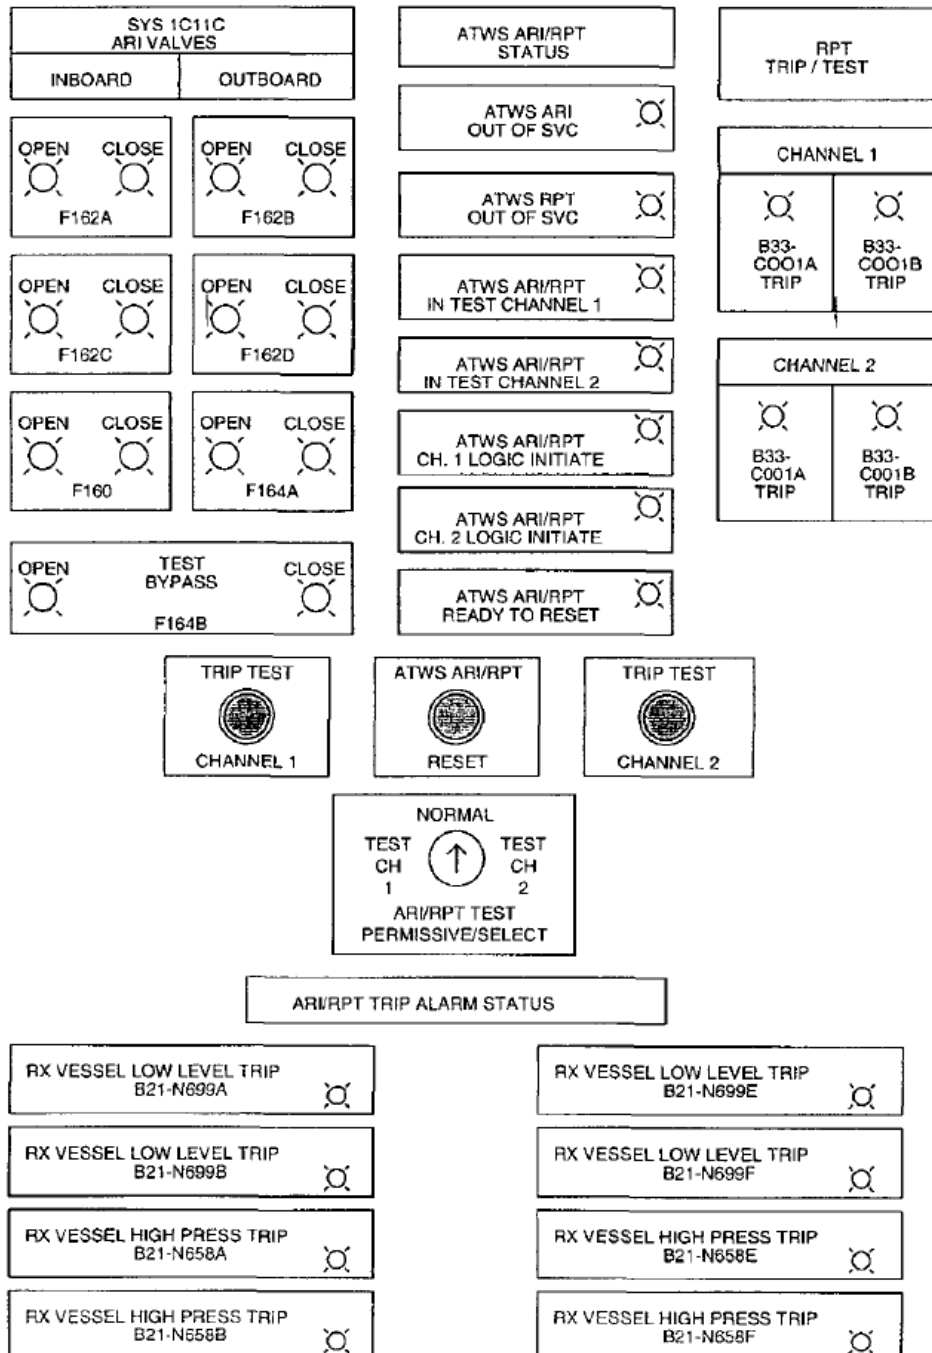 SYS 1C11C
ARI VALVES
INBOARD
OUTBOARD
OPEN CLOSE
F162A
OPEN CLOSE
F162B
OPEN CLOSE
F162C
OPEN CLOSE
F162D
OPEN CLOSE
F160
OPEN CLOSE
F164A
OPEN
TEST
BYPASS
CLOSE
F164B
ATWS ARI/RPT
STATUS
ATWS ARI
OUT OF SVC
ATWS RPT
OUT OF SVC
ATWS ARI/RPT
IN TEST CHANNEL 1
ATWS ARI/RPT
IN TEST CHANNEL 2
ATWS ARI/RPT
CH. 1 LOGIC INITIATE
ATWS ARI/RPT
CH. 2 LOGIC INITIATE
ATWS ARI/RPT
READY TO RESET
RPT
TRIP / TEST
CHANNEL 1
B33-
COO1A
TRIP
B33-
COO1B
TRIP
CHANNEL 2
B33-
C001A
TRIP
B33-
C001B
TRIP
TRIP TEST
CHANNEL 1
ATWS ARI/RPT
RESET
TRIP TEST
CHANNEL 2
NORMAL
TEST
CH
1
TEST
CH
2
ARI/RPT TEST
PERMISSIVE/SELECT
ARI/RPT TRIP ALARM STATUS
RX VESSEL LOW LEVEL TRIP
B21-N699A
RX VESSEL LOW LEVEL TRIP
B21-N699E
RX VESSEL LOW LEVEL TRIP
B21-N699B
RX VESSEL LOW LEVEL TRIP
B21-N699F
RX VESSEL HIGH PRESS TRIP
B21-N658A
RX VESSEL HIGH PRESS TRIP
B21-N658E
RX VESSEL HIGH PRESS TRIP
B21-N658B
RX VESSEL HIGH PRESS TRIP
B21-N658F